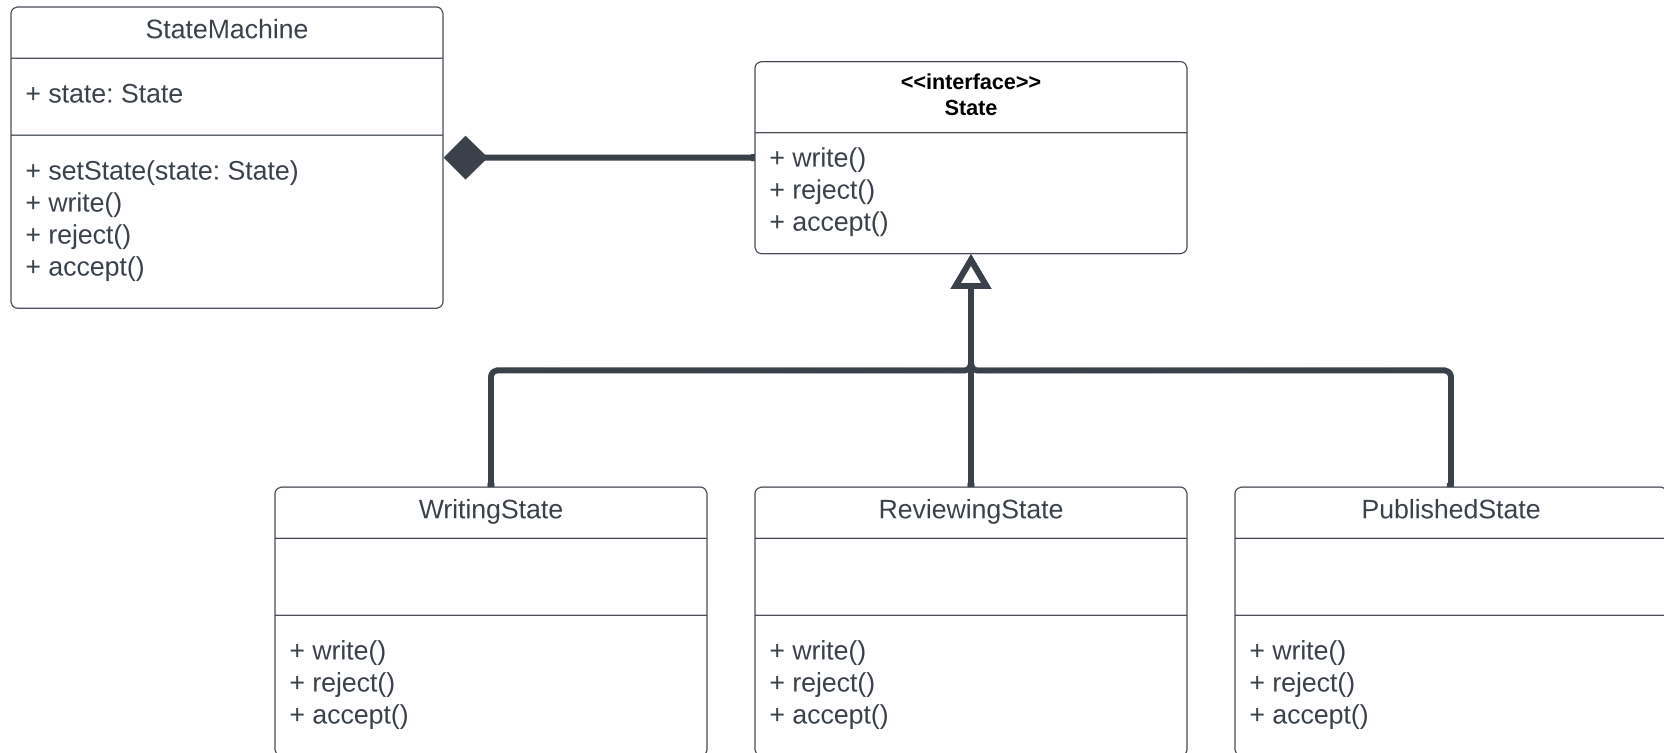 StateMachine
+ state: State
+ setState(state: State)
+ write()
+ reject()
+ accept()
<<interface>>
State
+ write()
+ reject()
+ accept()
WritingState
+ write()
+ reject()
+ accept()
ReviewingState
+ write()
+ reject()
+ accept()
PublishedState
+ write()
+ reject()
+ accept()